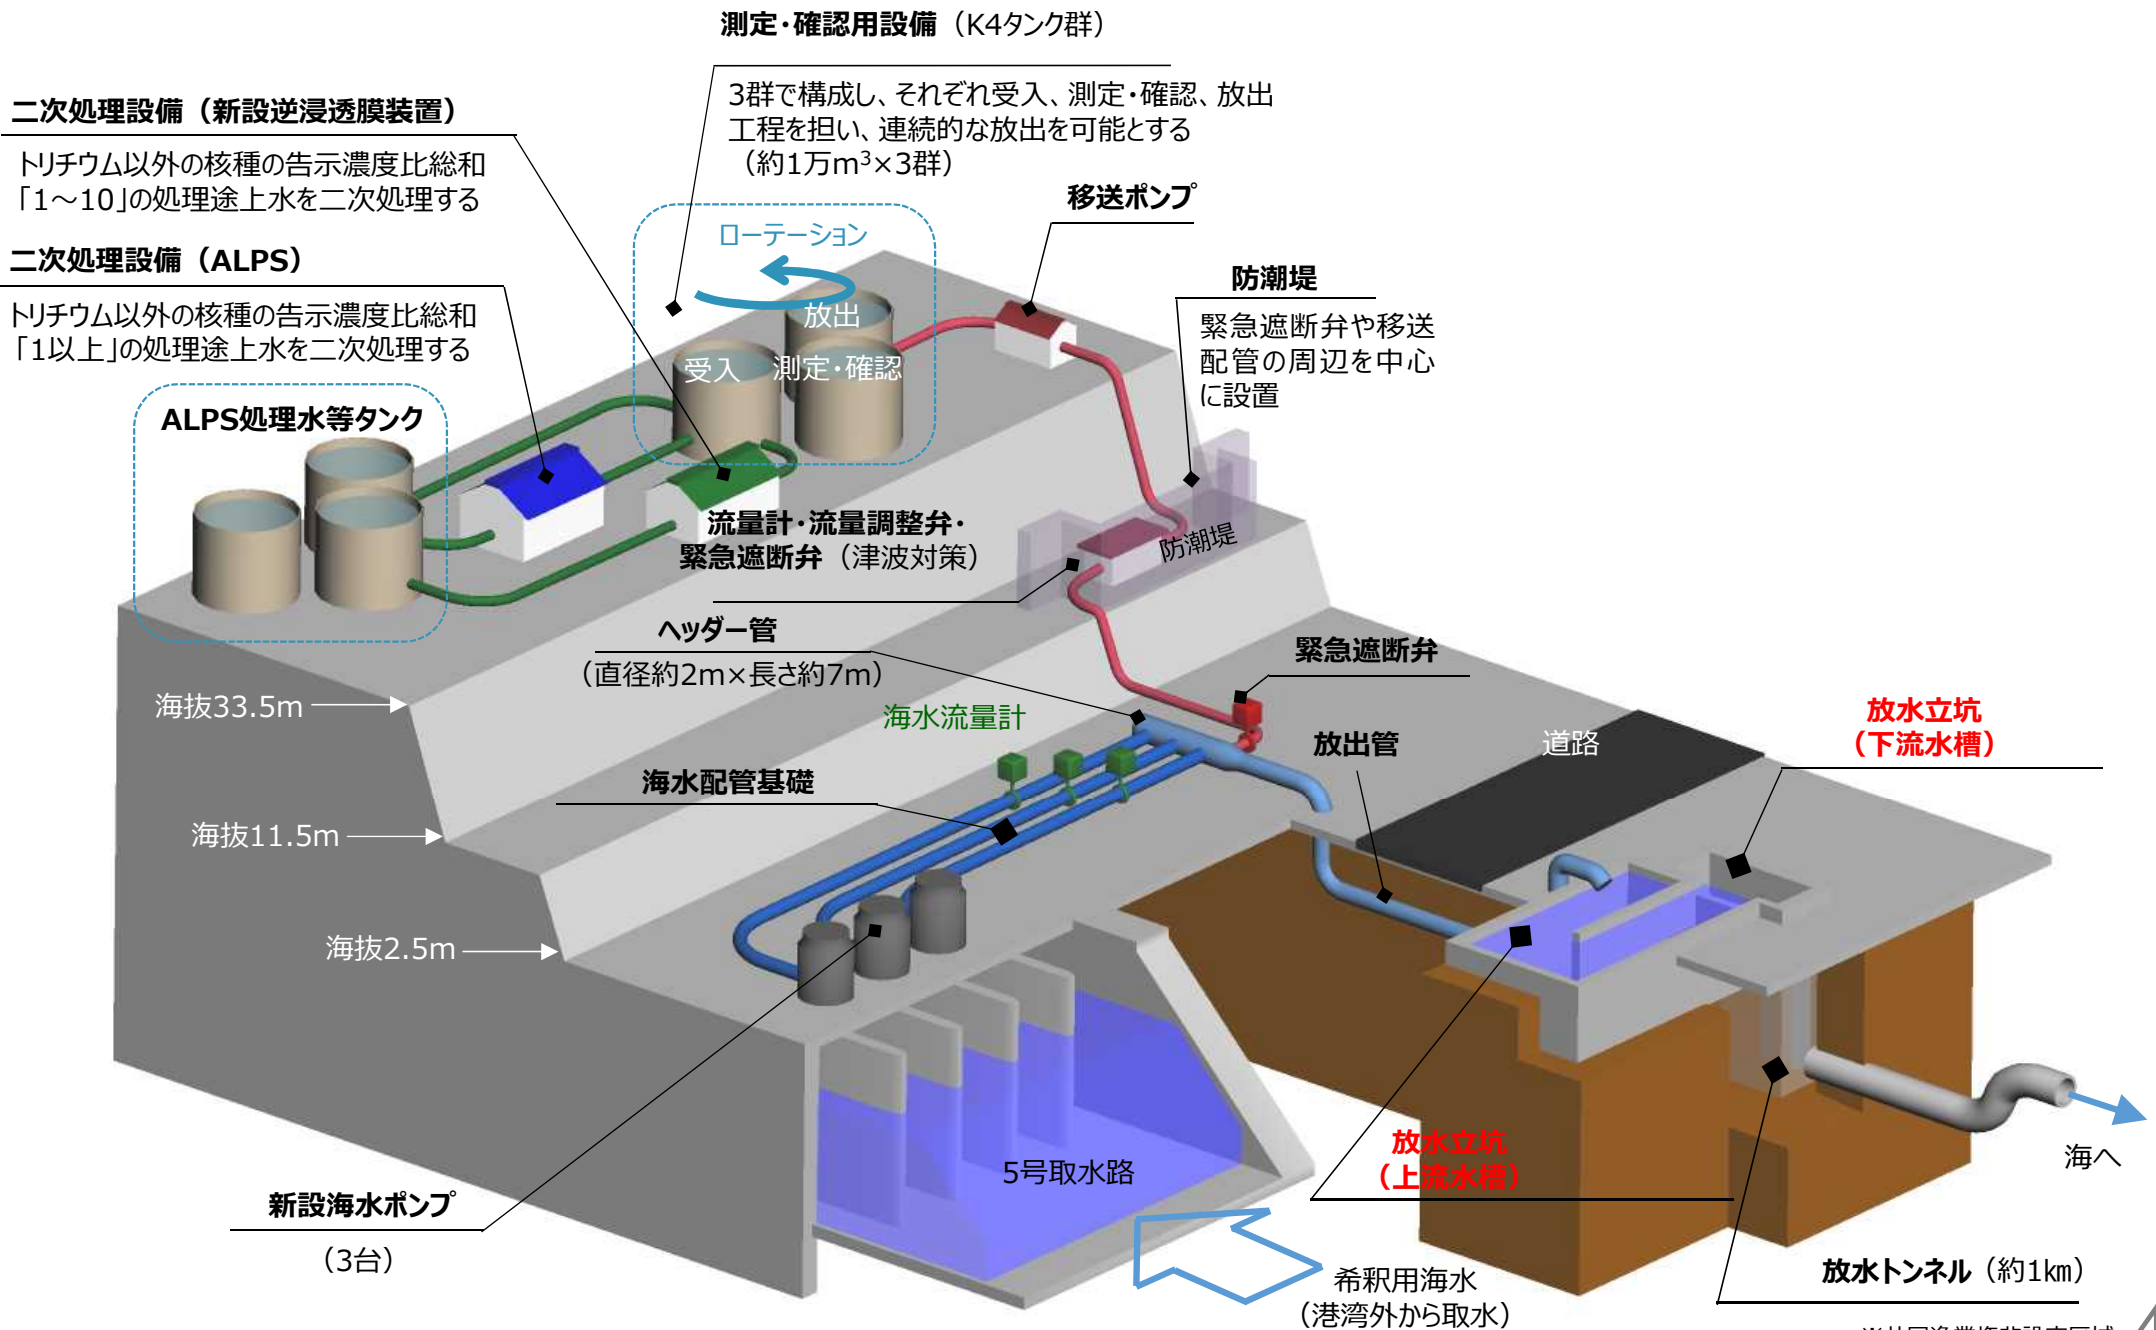 測定・確認用設備（K4タンク群）
3群で構成し、それぞれ受入、測定・確認、放出
工程を担い、連続的な放出を可能とする
（約1万m³×3群）
二次処理設備（新設逆浸透膜装置）
トリチウム以外の核種の告示濃度比総和
「1～10」の処理途上水を二次処理する
二次処理設備（ALPS）
トリチウム以外の核種の告示濃度比総和
「1以上」の処理途上水を二次処理する
ローテーション
放出
受入
測定・確認
移送ポンプ
防潮堤
緊急遮断弁や移送
配管の周辺を中心
に設置
ALPS処理水等タンク
流量計・流量調整弁・
緊急遮断弁（津波対策）
防潮堤
ヘッダー管
（直径約2m×長さ約7m）
緊急遮断弁
海抜33.5m
海水流量計
放水立坑
（下流水槽）
道路
放出管
海水配管基礎
海抜11.5m
海抜2.5m
5号取水路
放水立坑
（上流水槽）
海へ
新設海水ポンプ
（3台）
希釈用海水
（港湾外から取水）
放水トンネル（約1㎞）